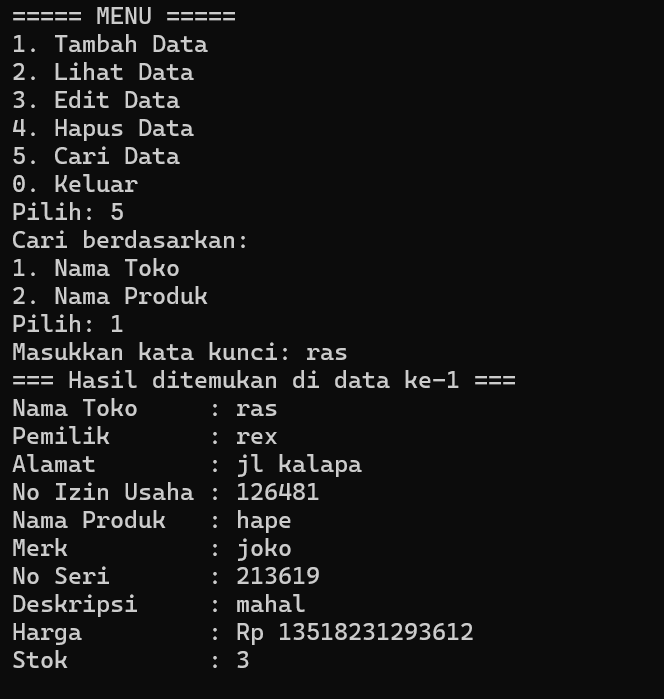 ===== MENU =====
1. Tambah Data
2. Lihat Data
3. Edit Data
4. Hapus Data
5. Cari Data
0. Keluar
Pilih: 5
Cari berdasarkan:
1. Nama Toko
2. Nama Produk
Pilih: 1
Masukkan kata kunci: ras
=== Hasil ditemukan di data ke-1 ===
Nama Toko     : ras
Pemilik       : rex
Alamat        : jl kalapa
No Izin Usaha : 126481
Nama Produk   : hape
Merk          : joko
No Seri       : 213619
Deskripsi     : mahal
Harga         : Rp 13518231293612
Stok          : 3